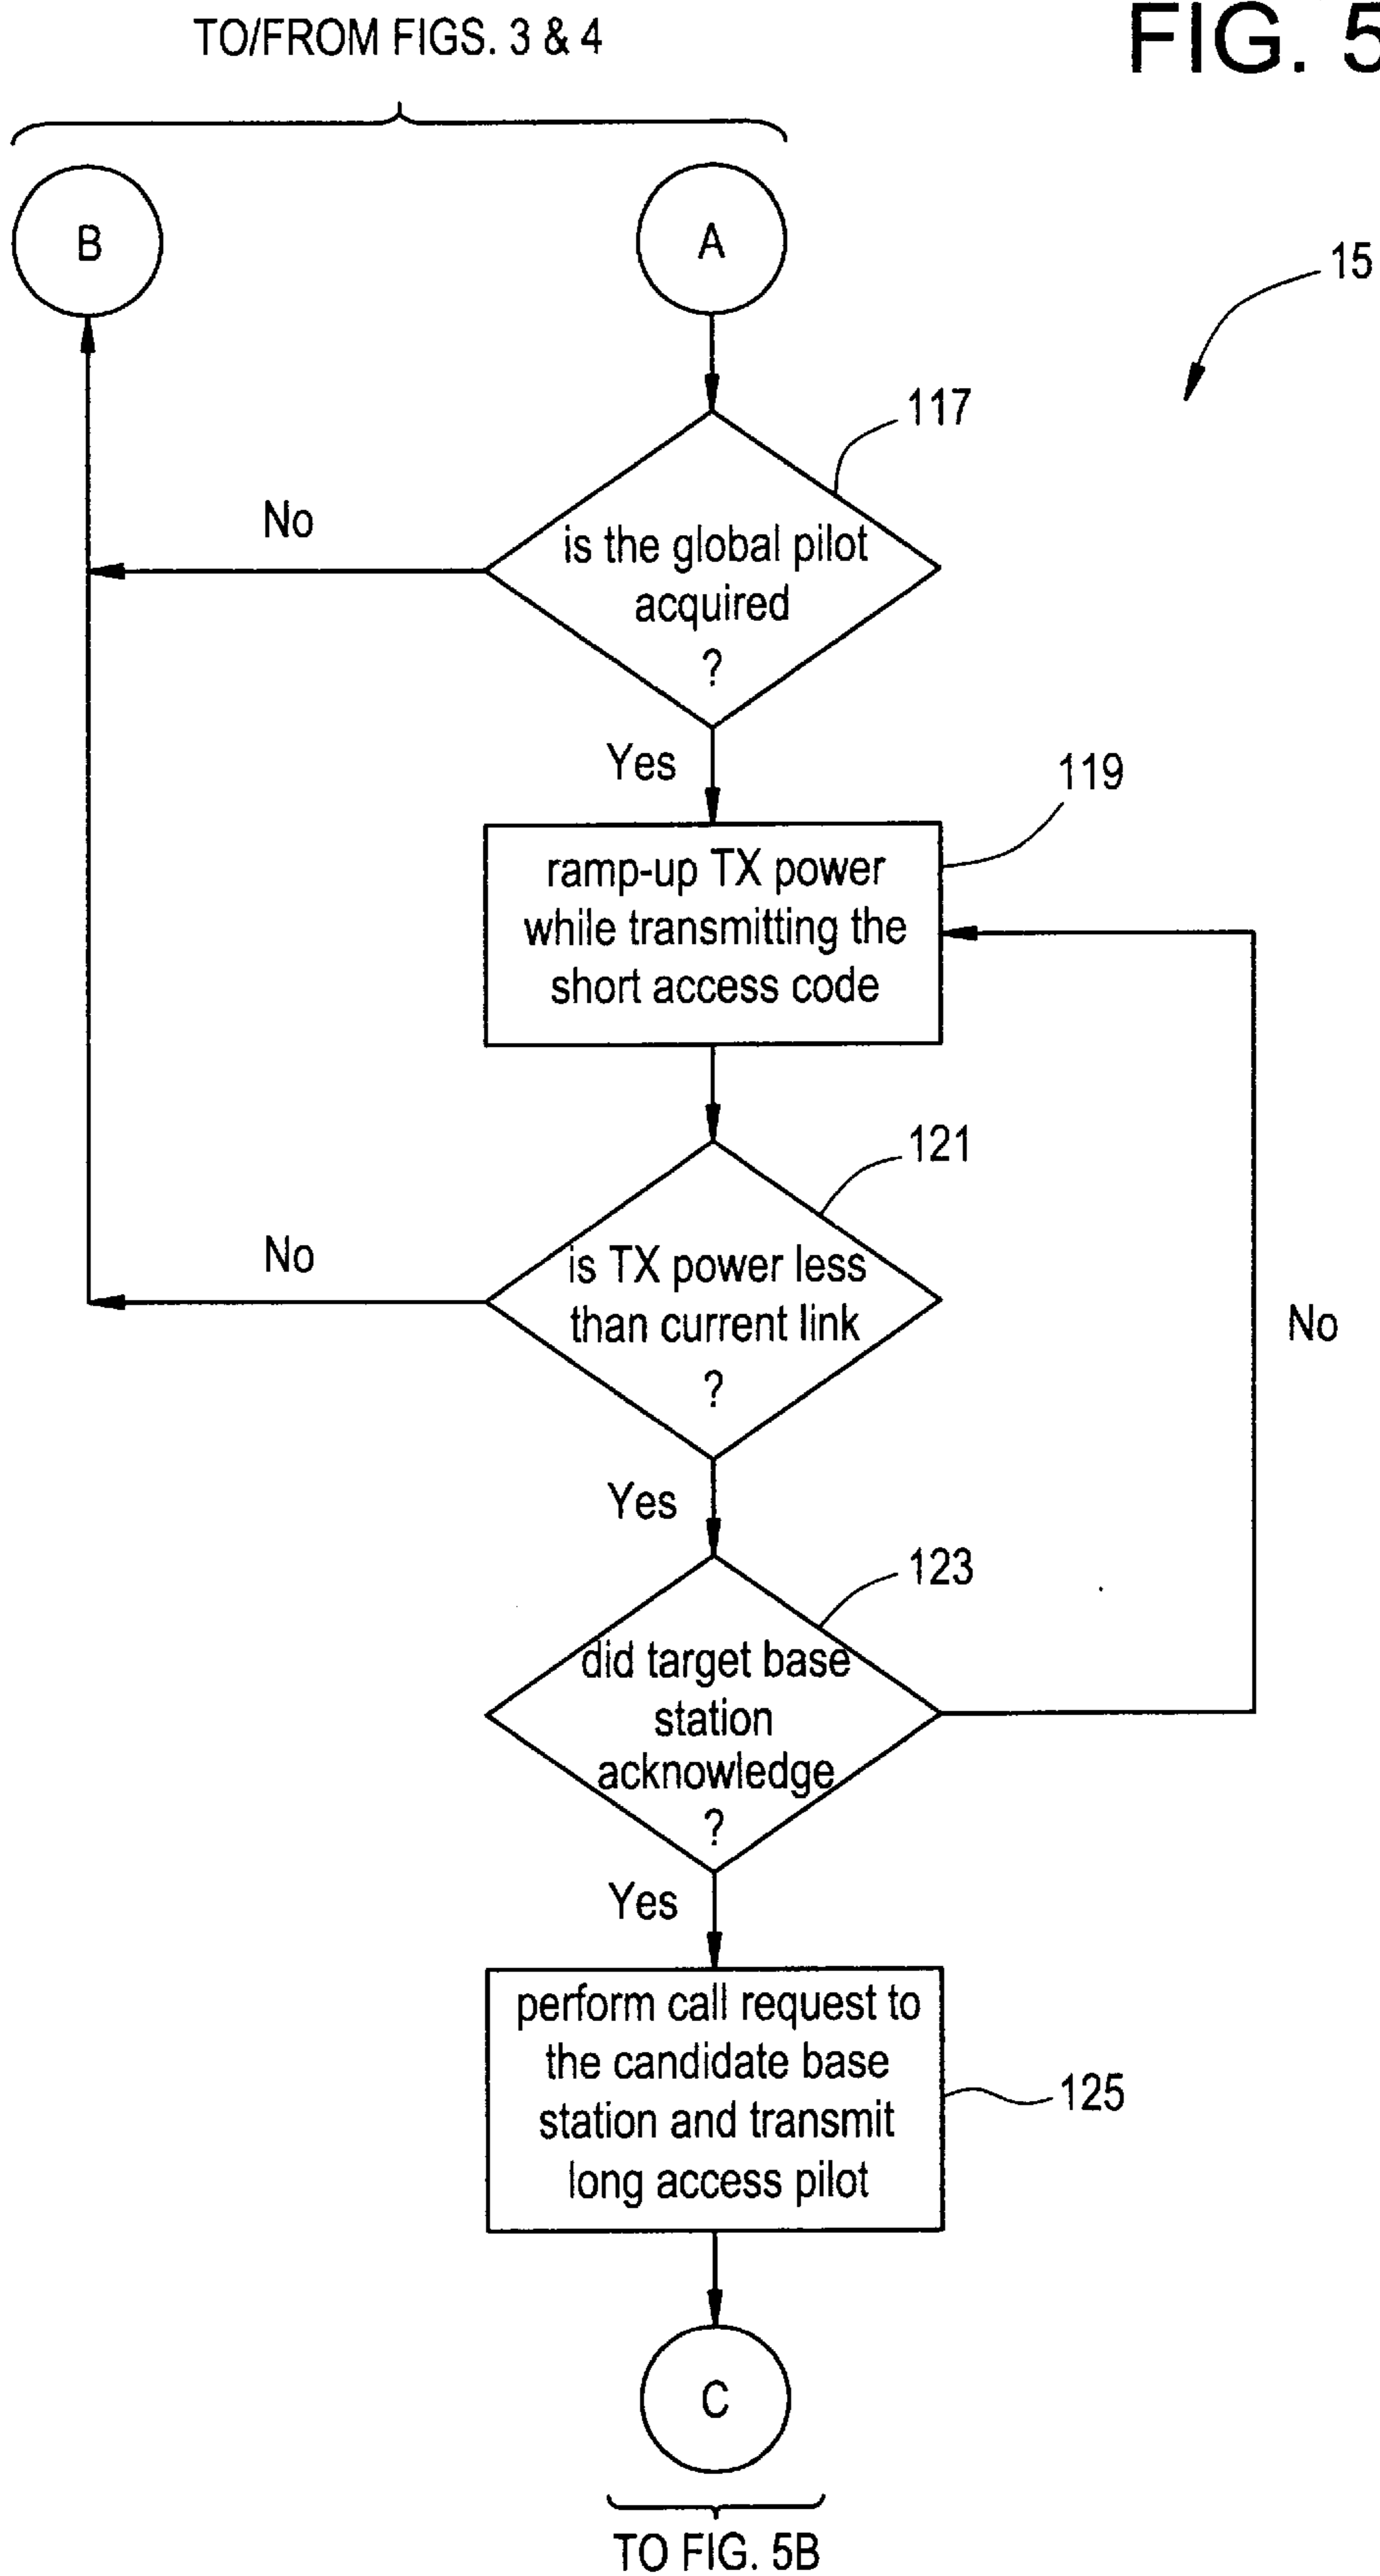 TO/FROM FIGS. 3 & 4
FIG. 5
B
A
15
117
No
is the global pilot
acquired
?
Yes
119
ramp-up TX power
while transmitting the
short access code
121
No
is TX power less
than current link
?
No
Yes
123
did target base
station
acknowledge
?
Yes
perform call request to
the candidate base
station and transmit
long access pilot
125
C
TO FIG. 5B